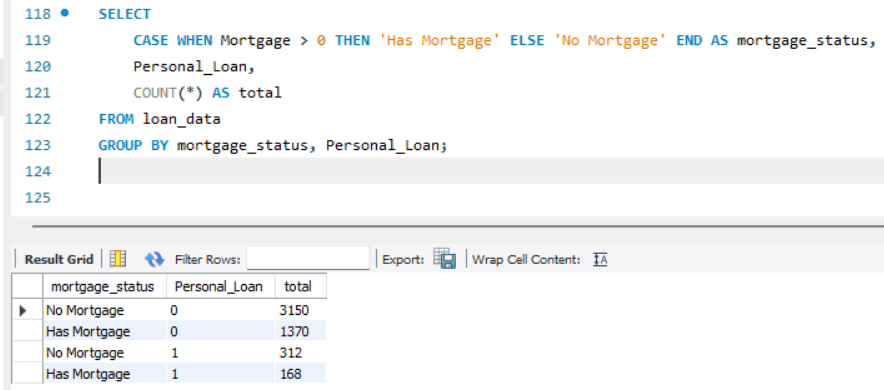 118 SELECT
119 CASE WHEN Mortgage > 0 THEN 'Has Mortgage' ELSE 'No Mortgage' END AS mortgage_status,
120 Personal_Loan,
121 COUNT(*) AS total
122 FROM loan_data
123 GROUP BY mortgage_status, Personal_Loan;
124
125
Result Grid Filter Rows: Export: Wrap Cell Content: IA
mortgage_status Personal_Loan total
No Mortgage 0 3150
Has Mortgage 0 1370
No Mortgage 1 312
Has Mortgage 1 168